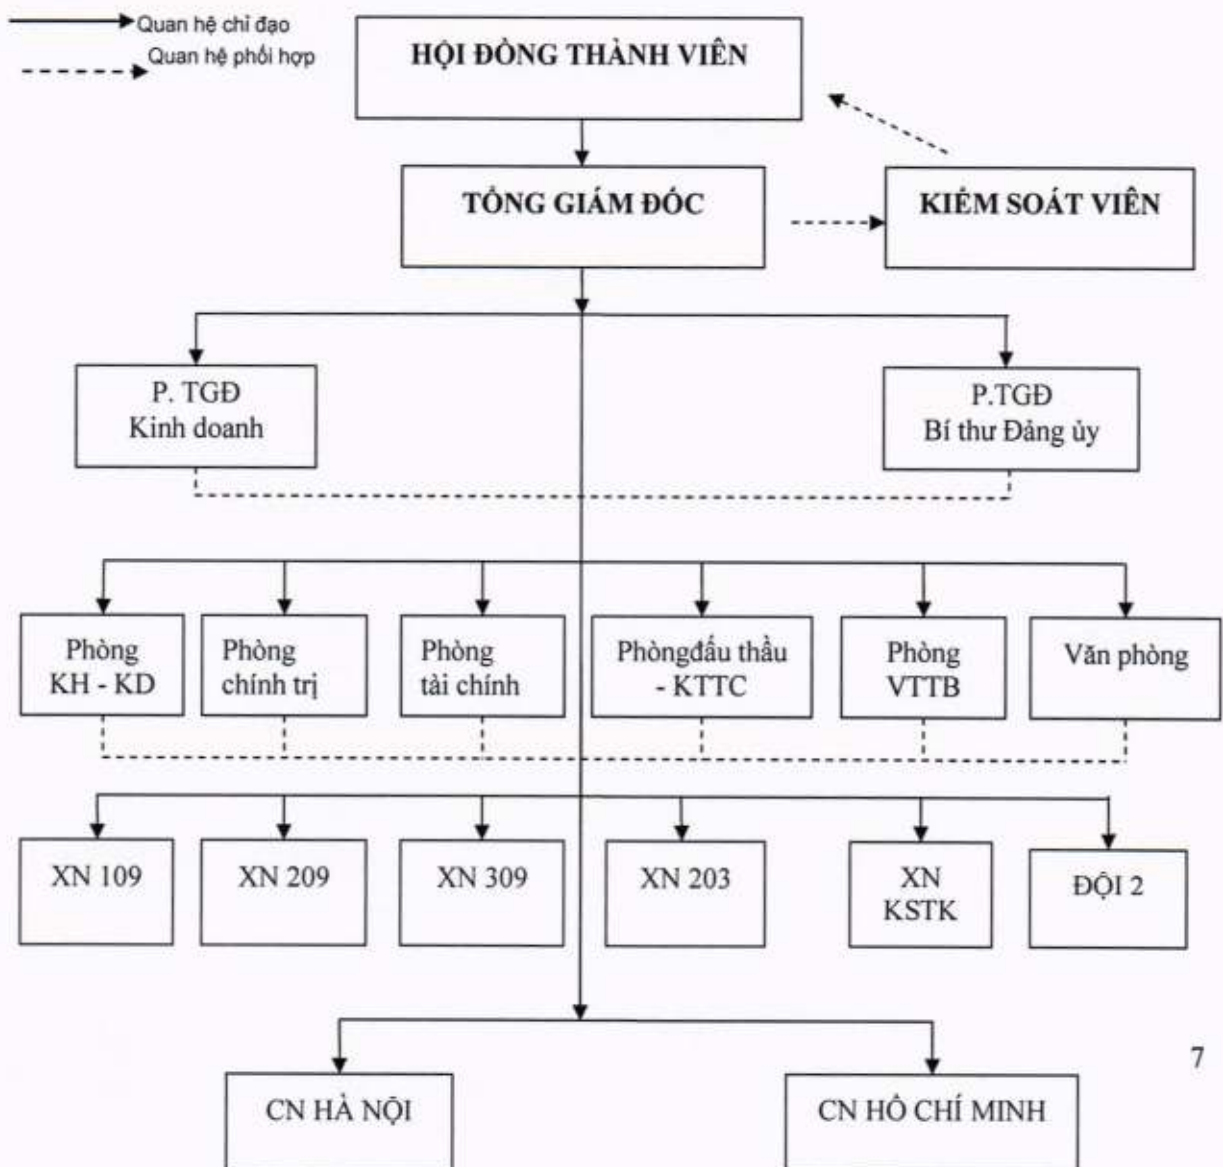 Quan hệ chỉ đạo
Quan hệ phối hợp
HỘI ĐỒNG THÀNH VIÊN
TỔNG GIÁM ĐỐC
KIỂM SOÁT VIÊN
P. TGĐ
Kinh doanh
P.TGĐ
Bí thư Đảng ủy
Phòng
KH - KD
Phòng
chính trị
Phòng
tài chính
Phòngđấu thầu
- KTTC
Phòng
VTTB
Văn phòng
XN 109
XN 209
XN 309
XN 203
XN
KSTK
ĐỘI 2
7
CN HÀ NỘI
CN HỒ CHÍ MINH